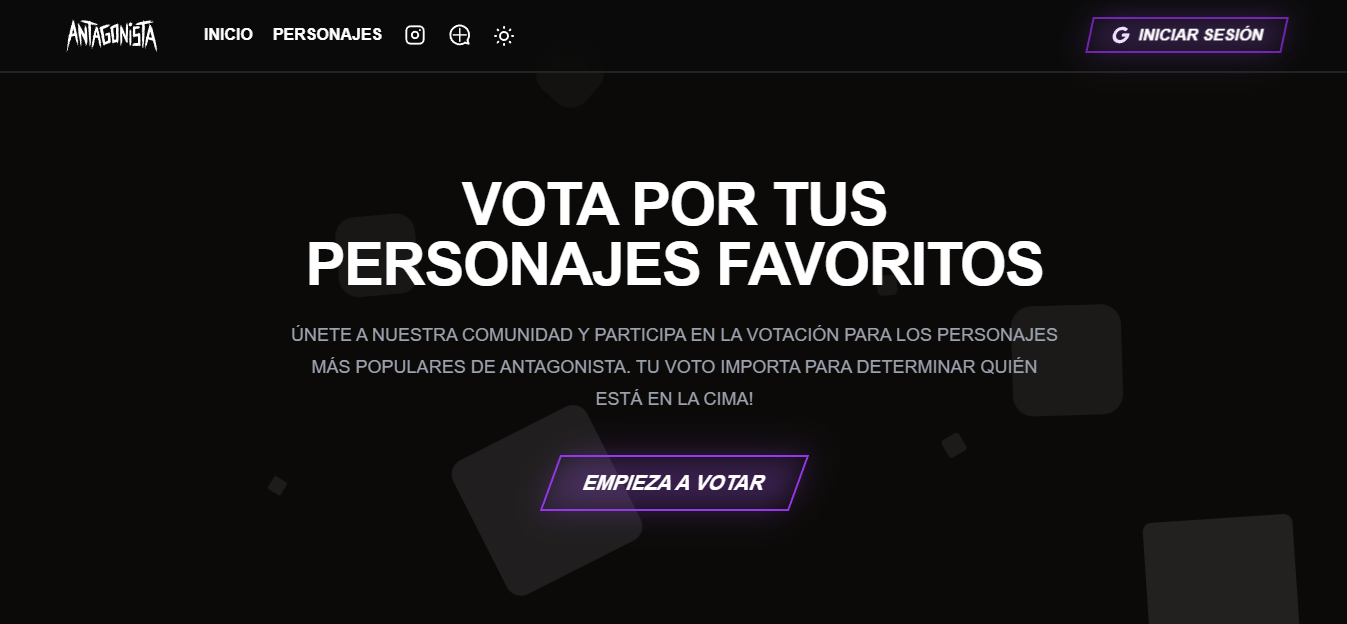 ANTAGONISTA
INICIO
PERSONAJES
INICIAR SESIÓN
VOTA POR TUS
PERSONAJES FAVORITOS
ÚNETE A NUESTRA COMUNIDAD Y PARTICIPA EN LA VOTACIÓN PARA LOS PERSONAJES
MÁS POPULARES DE ANTAGONISTA. TU VOTO IMPORTA PARA DETERMINAR QUIÉN
ESTÁ EN LA CIMA!
EMPIEZA A VOTAR